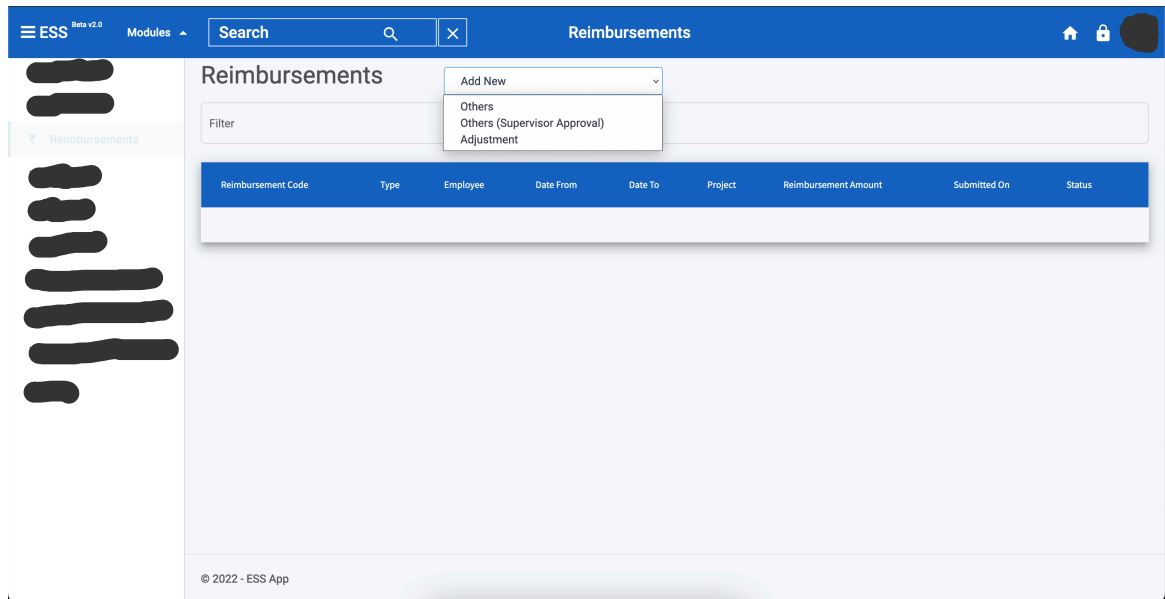 ESS Beta v2.0 Modules Search Reimbursements
Reimbursements
Add New
Others
Others (Supervisor Approval)
Adjustment
Filter
₹ Reimbursements
Reimbursement Code Type Employee Date From Date To Project Reimbursement Amount Submitted On Status
© 2022 - ESS App